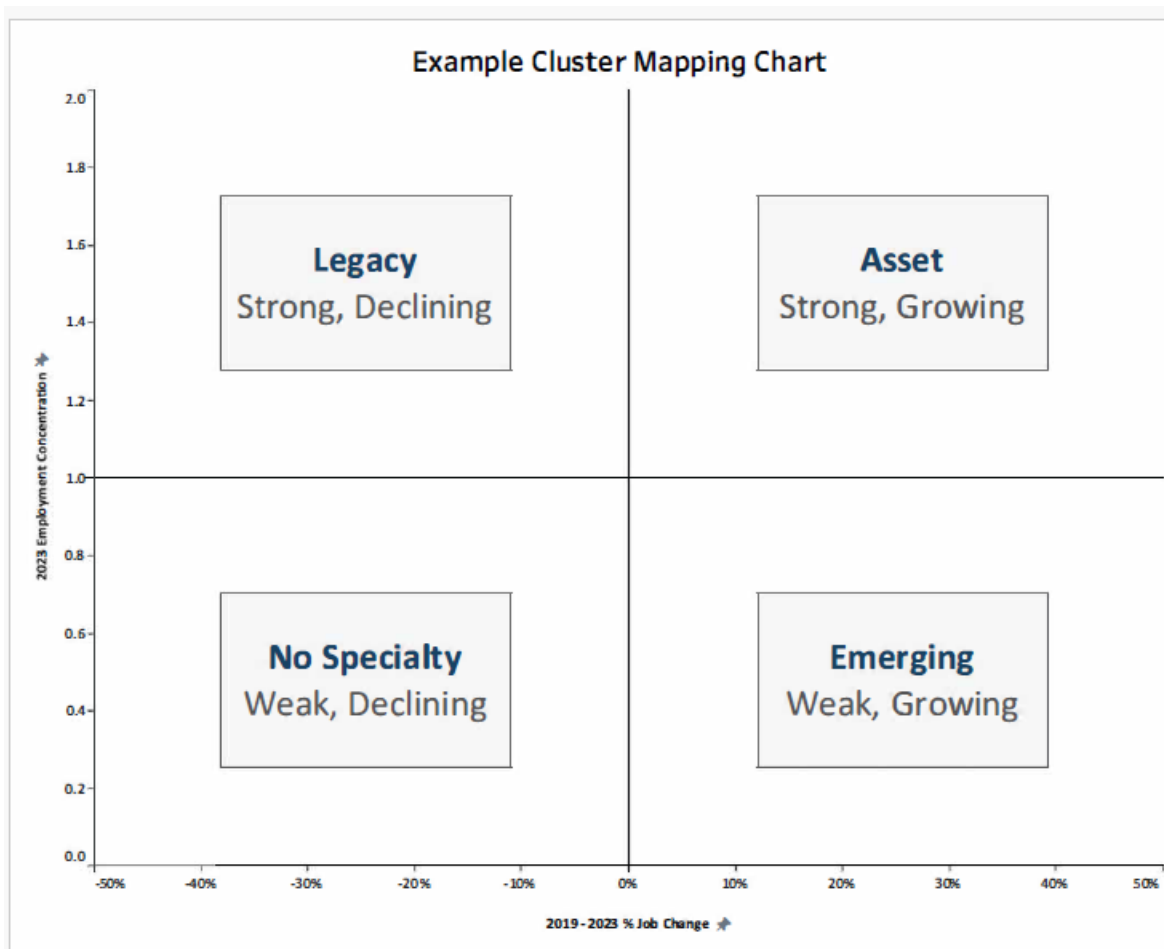 Example Cluster Mapping Chart
2.0
1.8
1.6
1.4
1.2
1.0
0.8
0.6
0.4
0.2
0.0
2023 Employment Concentration
Legacy
Strong, Declining
Asset
Strong, Growing
No Specialty
Weak, Declining
Emerging
Weak, Growing
-50% -40% -30% -20% -10% 0% 10% 20% 30% 40% 50%
2019 - 2023 % Job Change